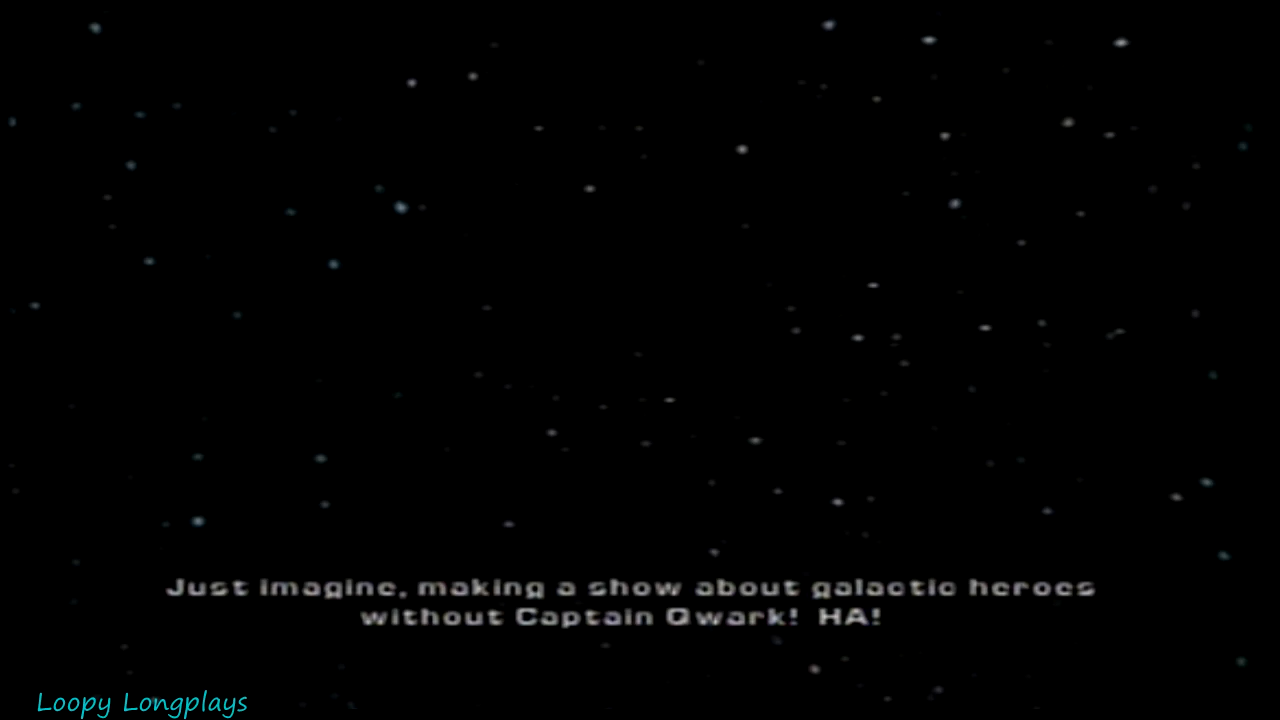 Just imagine, making a show about galactic heroes
without Captain Qwark! HA!
Loopy Longplays